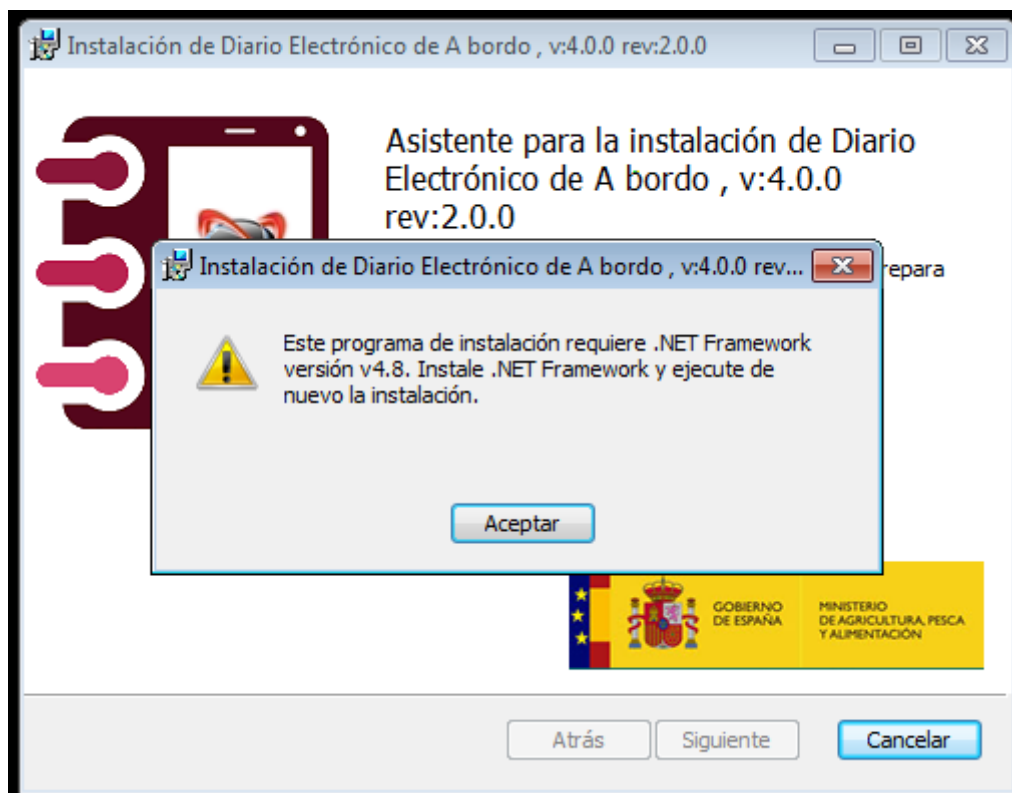 Instalación de Diario Electrónico de A bordo , v:4.0.0 rev:2.0.0
Asistente para la instalación de Diario
Electrónico de A bordo , v:4.0.0
rev:2.0.0
repara
Instalación de Diario Electrónico de A bordo , v:4.0.0 rev...
Este programa de instalación requiere .NET Framework
versión v4.8. Instale .NET Framework y ejecute de
nuevo la instalación.
Aceptar
GOBIERNO
DE ESPAÑA
MINISTERIO
DE AGRICULTURA, PESCA
Y ALIMENTACIÓN
Atrás
Siguiente
Cancelar